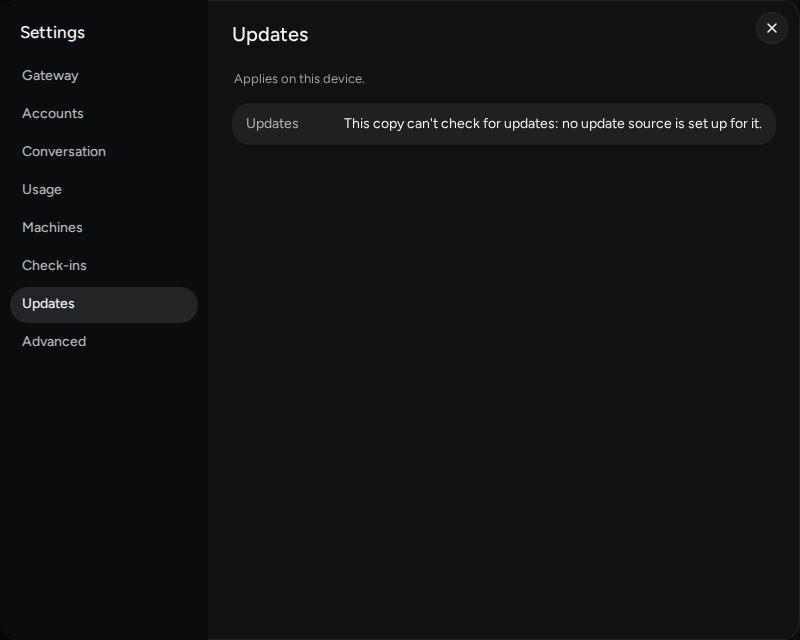 Settings
Gateway
Accounts
Conversation
Usage
Machines
Check-ins
Updates
Advanced
Updates
Applies on this device.
Updates This copy can't check for updates: no update source is set up for it.